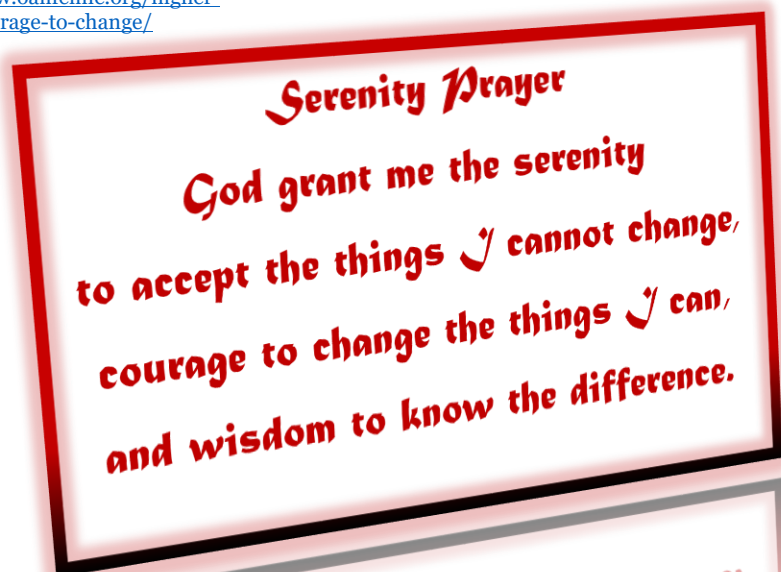 rage-to-change/
Serenity Prayer
God grant me the serenity
to accept the things I cannot change,
courage to change the things I can,
and wisdom to know the difference.